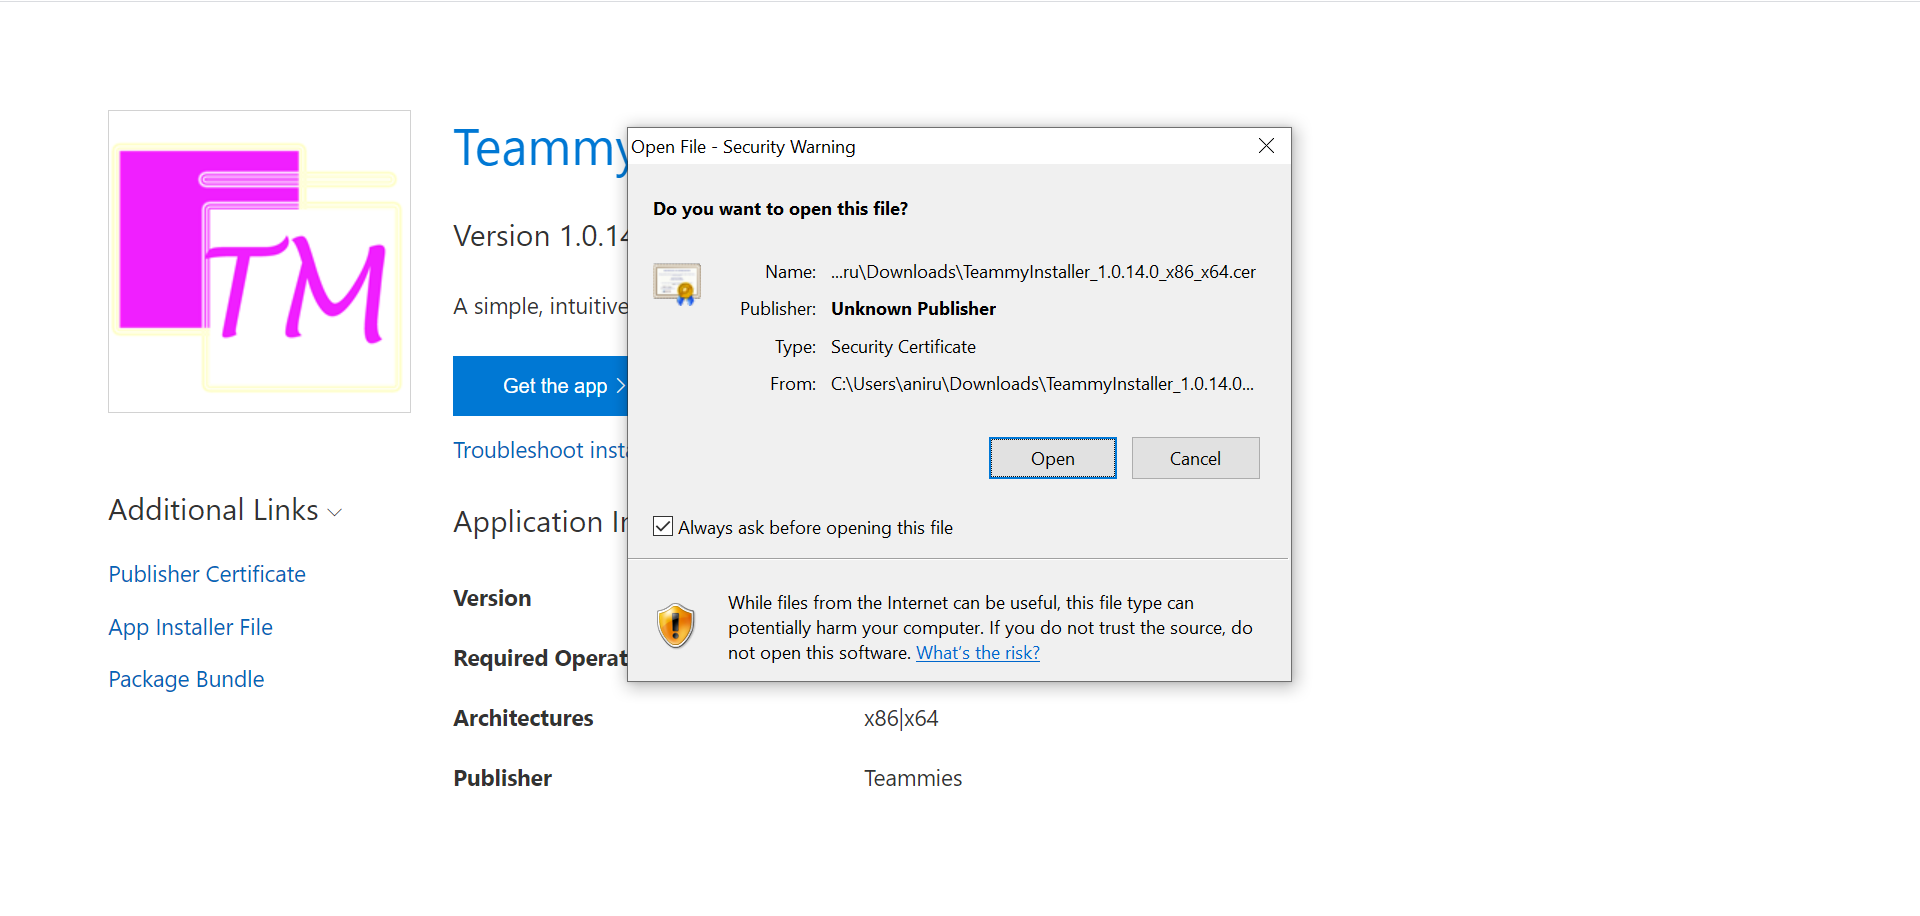 TM
Teammy
Version 1.0.14
A simple, intuitive
Get the app
Troubleshoot insta
Additional Links
Publisher Certificate
App Installer File
Package Bundle
Application In
Version
Required Operat
Architectures x86|x64
Publisher Teammies
Open File - Security Warning
Do you want to open this file?
Name: ...ru\Downloads\TeammyInstaller_1.0.14.0_x86_x64.cer
Publisher: Unknown Publisher
Type: Security Certificate
From: C:\Users\aniru\Downloads\TeammyInstaller_1.0.14.0...
Open Cancel
Always ask before opening this file
While files from the Internet can be useful, this file type can
potentially harm your computer. If you do not trust the source, do
not open this software. What's the risk?